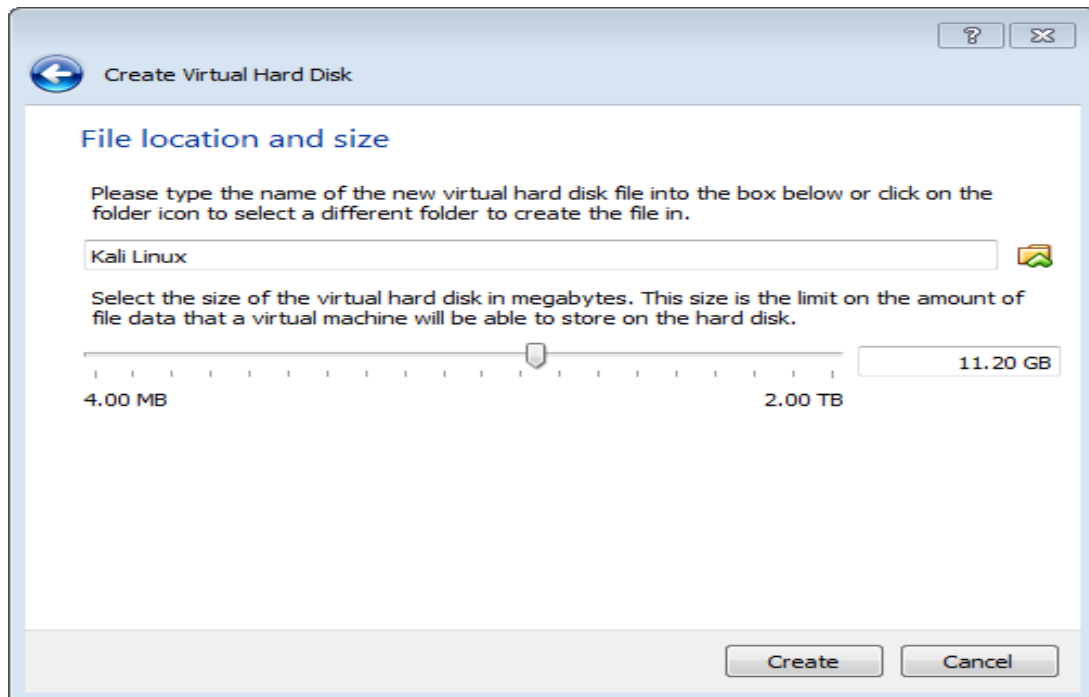 ?
Create Virtual Hard Disk
File location and size
Please type the name of the new virtual hard disk file into the box below or click on the
folder icon to select a different folder to create the file in.
Kali Linux
Select the size of the virtual hard disk in megabytes. This size is the limit on the amount of
file data that a virtual machine will be able to store on the hard disk.
11.20 GB
4.00 MB 2.00 TB
Create Cancel